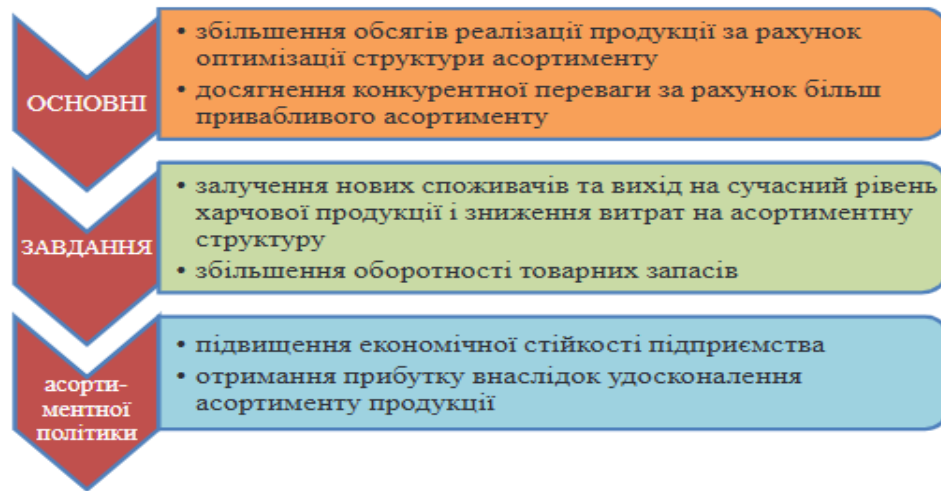 ОСНОВНІ
• збільшення обсягів реалізації продукції за рахунок
оптимізації структури асортименту
• досягнення конкурентної переваги за рахунок більш
привабливого асортименту
ЗАВДАННЯ
• залучення нових споживачів та вихід на сучасний рівень
харчової продукції і зниження витрат на асортиментну
структуру
• збільшення оборотності товарних запасів
асорти-
ментної
політики
• підвищення економічної стійкості підприємства
• отримання прибутку внаслідок удосконалення
асортименту продукції